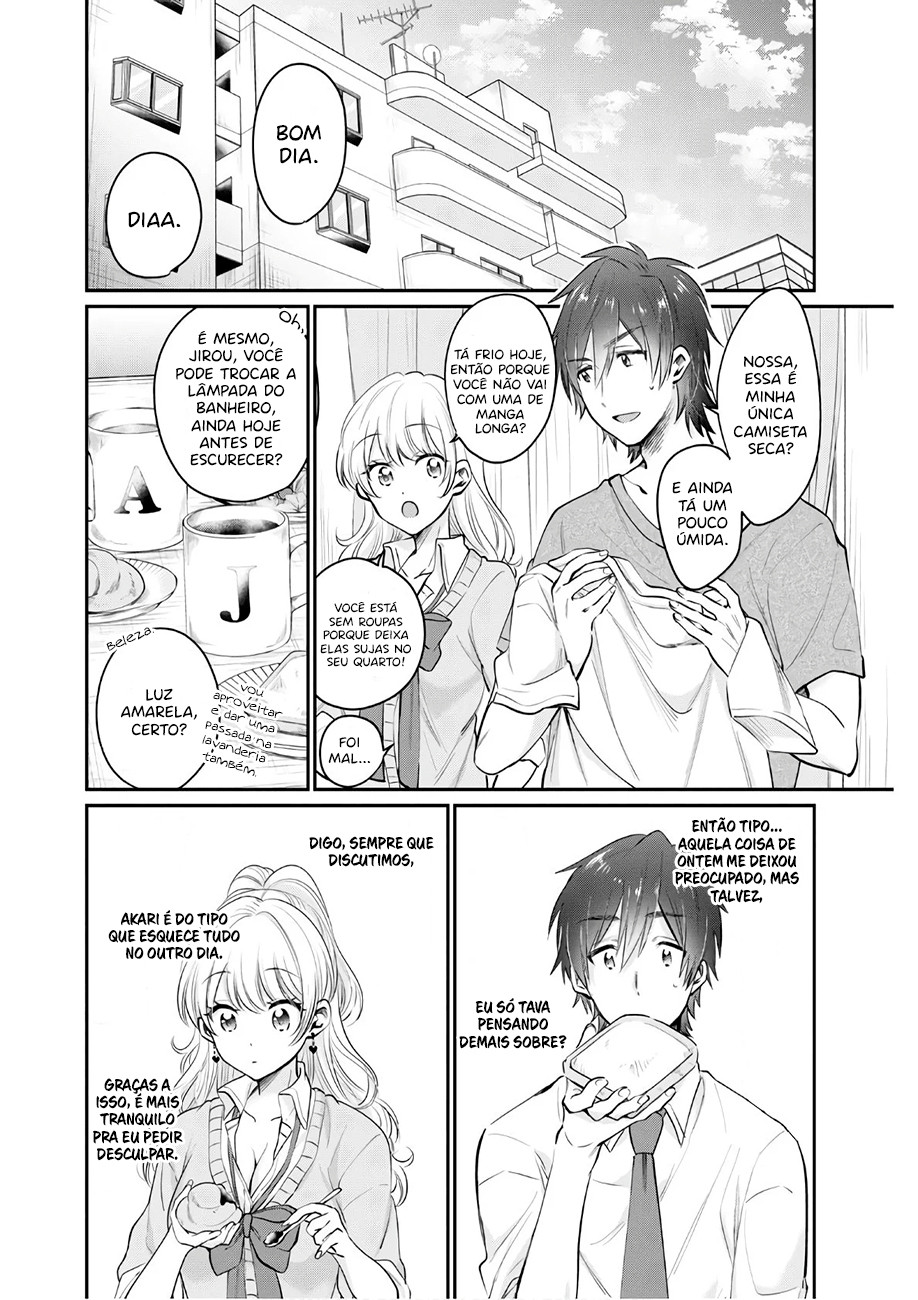 BOM
DIA.
DIAA.
NOSSA,
ESSA É
MINHA
ÚNICA
CAMISETA
SECA?
E AINDA
TÁ UM
POUCO
ÚMIDA.
TÁ FRIO HOJE,
ENTÃO PORQUE
VOCÊ NÃO VAI
COM UMA DE
MANGA
LONGA?
VOCÊ ESTÁ
SEM ROUPAS
PORQUE DEIXA
ELAS SUJAS NO
SEU QUARTO!
FOI
MAL...
Oh,
É MESMO,
JIROU, VOCÊ
PODE TROCAR A
LÂMPADA DO
BANHEIRO,
AINDA HOJE
ANTES DE
ESCURECER?
A
J
Beleza.
LUZ
AMARELA,
CERTO?
vou
aproveitar
e dar uma
passada na
lavanderia
também.
ENTÃO TIPO...
AQUELA COISA DE
ONTEM ME DEIXOU
PREOCUPADO, MAS
TALVEZ,
EU SÓ TAVA
PENSANDO
DEMAIS SOBRE?
DIGO, SEMPRE QUE
DISCUTIMOS,
AKARI É DO TIPO
QUE ESQUECE TUDO
NO OUTRO DIA.
GRAÇAS A
ISSO, É MAIS
TRANQUILO
PRA EU PEDIR
DESCULPAR.